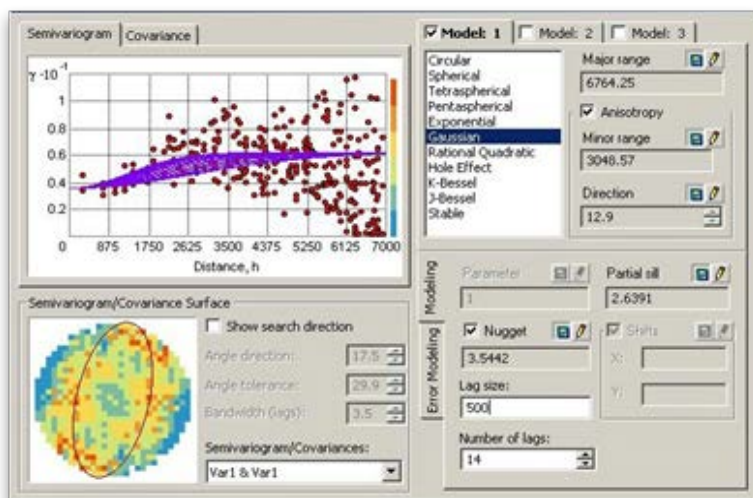 Semivariogram Covariance
γ ·10⁻¹
1
0.8
0.6
0.4
0.2
0 875 1750 2625 3500 4375 5250 6125 7000
Distance, h
Semivariogram/Covariance Surface
Show search direction
Angle direction: 17.5
Angle tolerance: 29.9
Bandwidth (lags): 3.5
Semivariogram/Covariances:
Var1 & Var1
Model: 1 Model: 2 Model: 3
Circular
Spherical
Tetraspherical
Pentaspherical
Exponential
Gaussian
Rational Quadratic
Hole Effect
K-Bessel
J-Bessel
Stable
Major range
6764.25
Anisotropy
Minor range
3048.57
Direction
12.9
Modeling
Error Modeling
Parameter
1
Partial sill
2.6391
Nugget
3.5442
Shifts
X:
Y:
Lag size:
500
Number of lags:
14